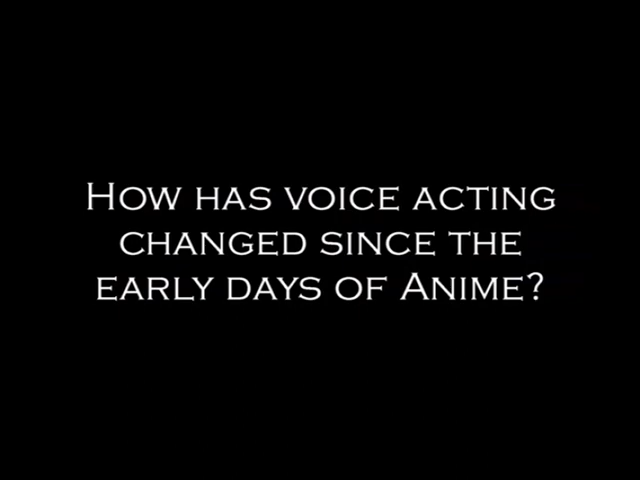 How has voice acting
changed since the
early days of Anime?